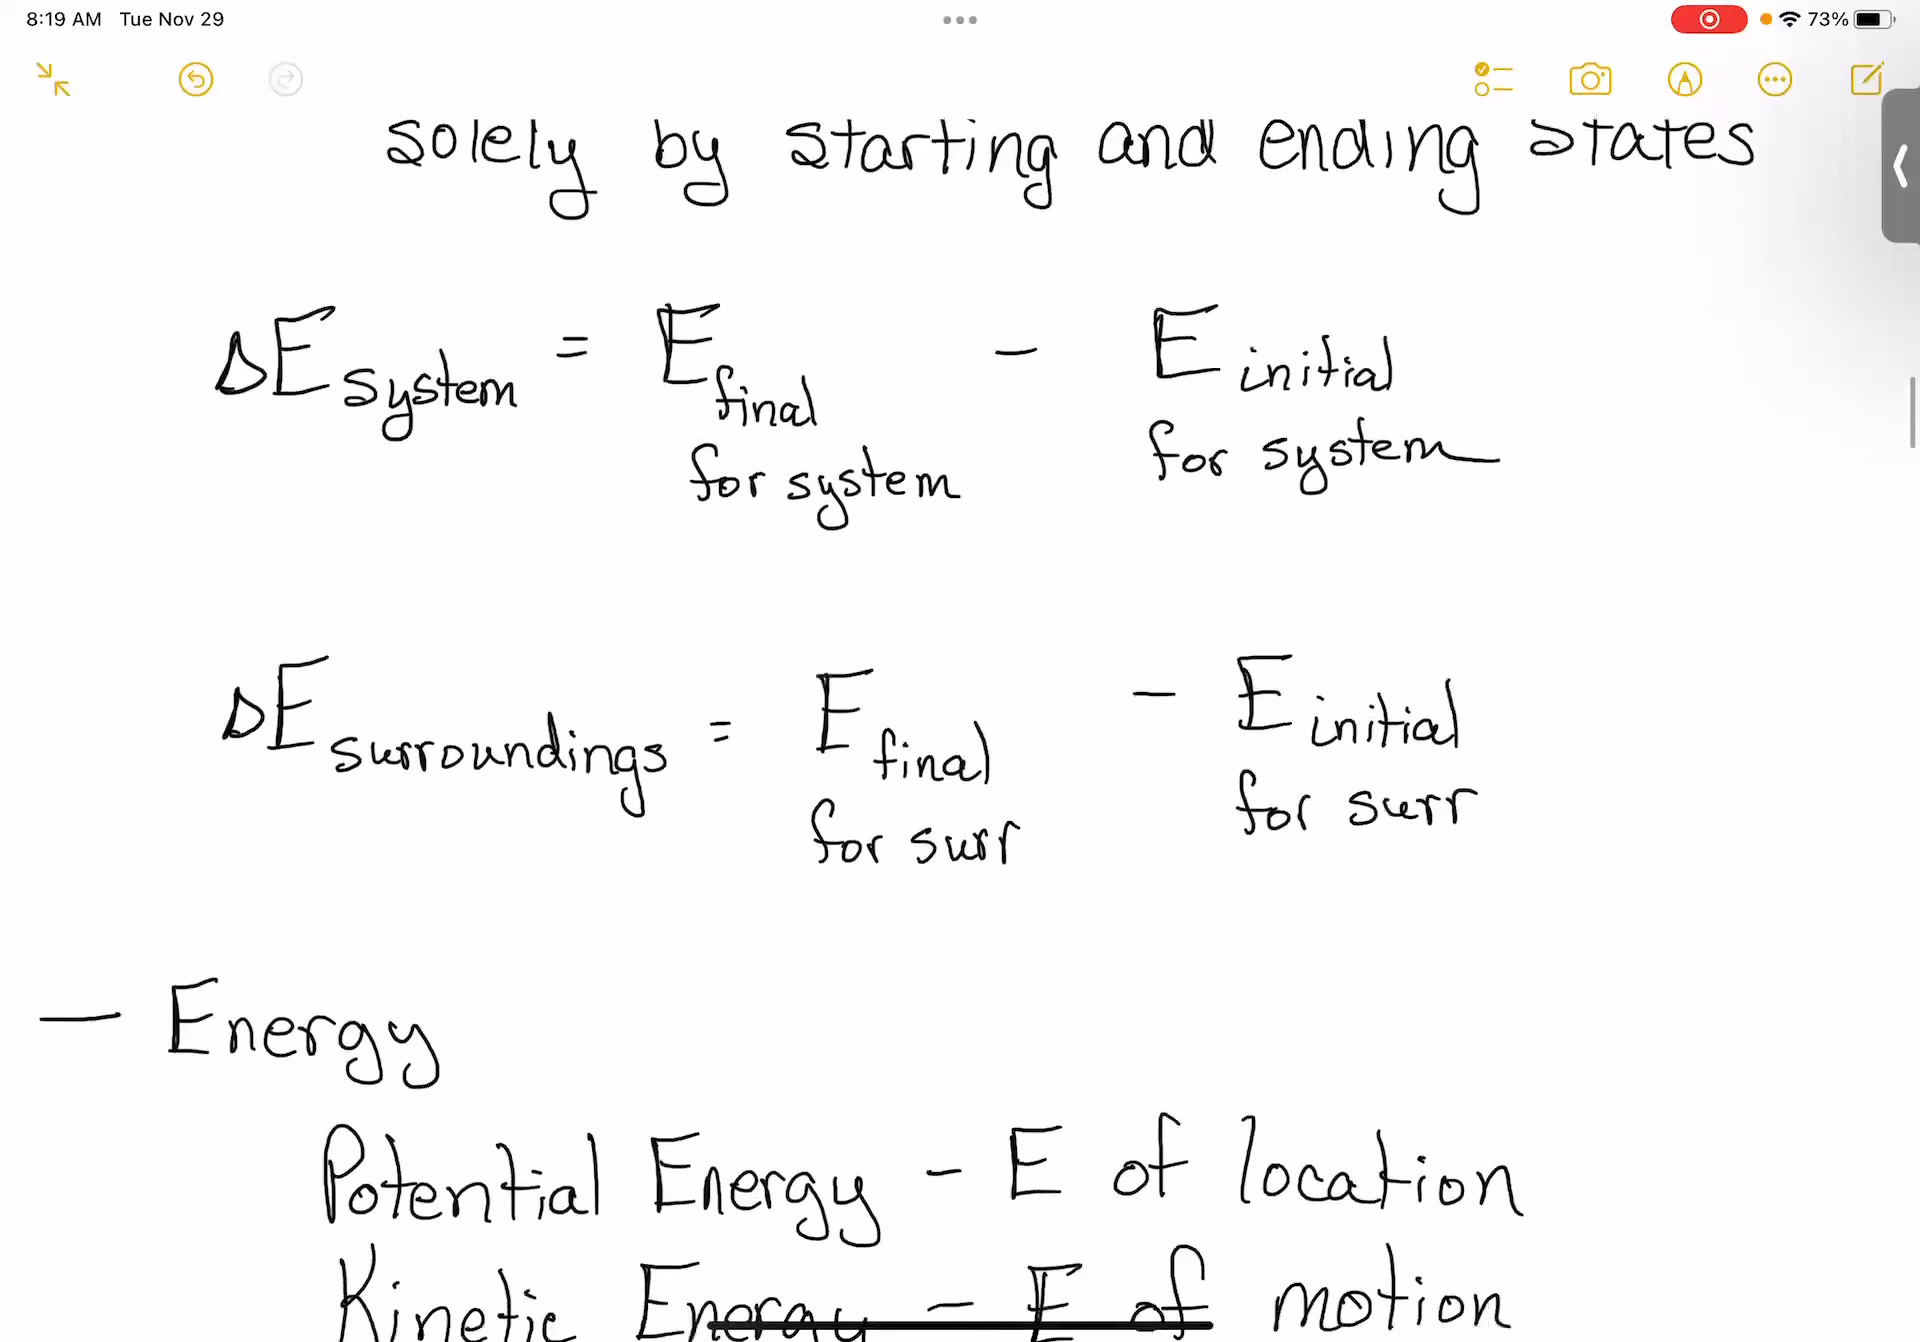 8:19 AM Tue Nov 29
73%
solely by starting and ending states
ΔE system = E final for system - E initial for system
ΔE surroundings = E final for surr - E initial for surr
— Energy
Potential Energy - E of location
Kinetic Energy - E of motion